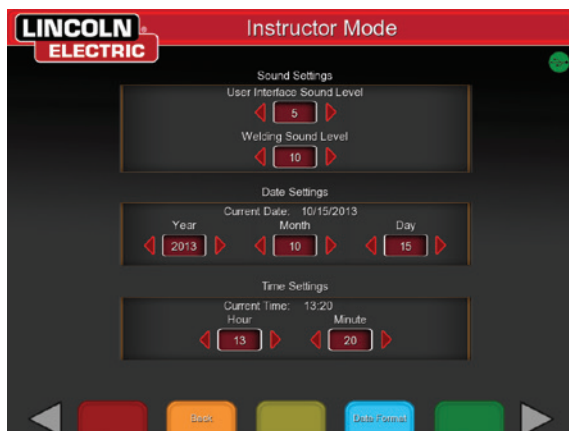 LINCOLN ®
ELECTRIC
Instructor Mode
Sound Settings
User Interface Sound Level
5
Welding Sound Level
10
Date Settings
Current Date: 10/15/2013
Year Month Day
2013 10 15
Time Settings
Current Time: 13:20
Hour Minute
13 20
Back Date Format